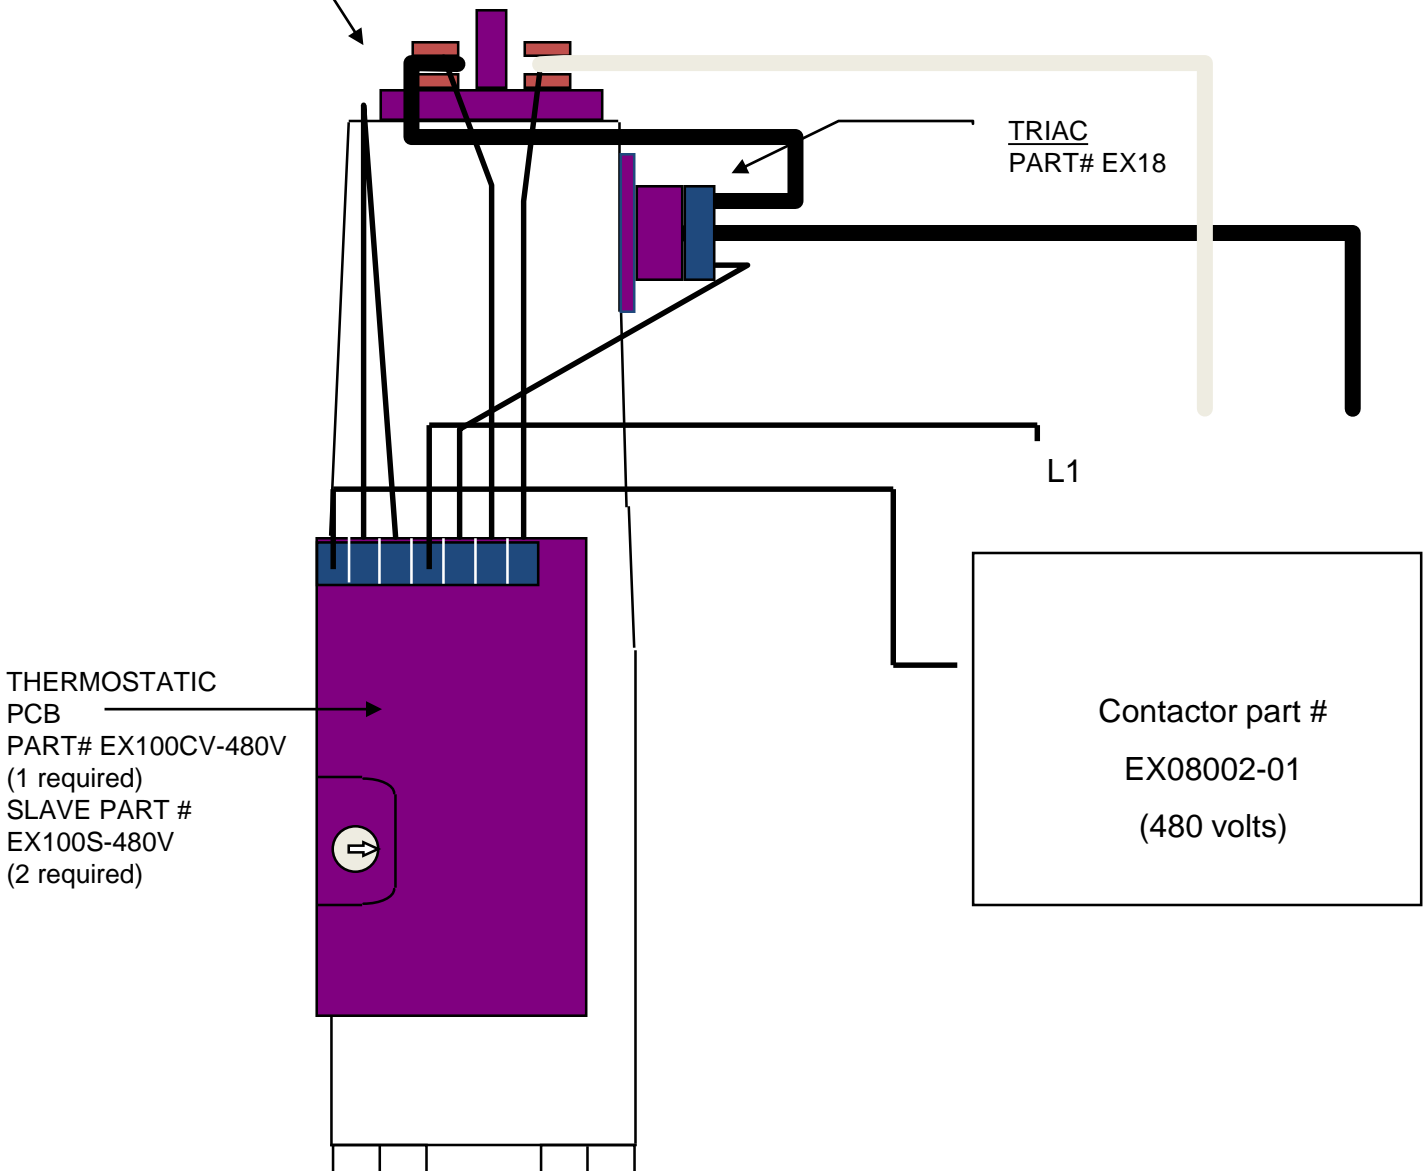 TRIAC
PART# EX18
L1
THERMOSTATIC
PCB
PART# EX100CV-480V
(1 required)
SLAVE PART #
EX100S-480V
(2 required)
Contactor part #
EX08002-01
(480 volts)